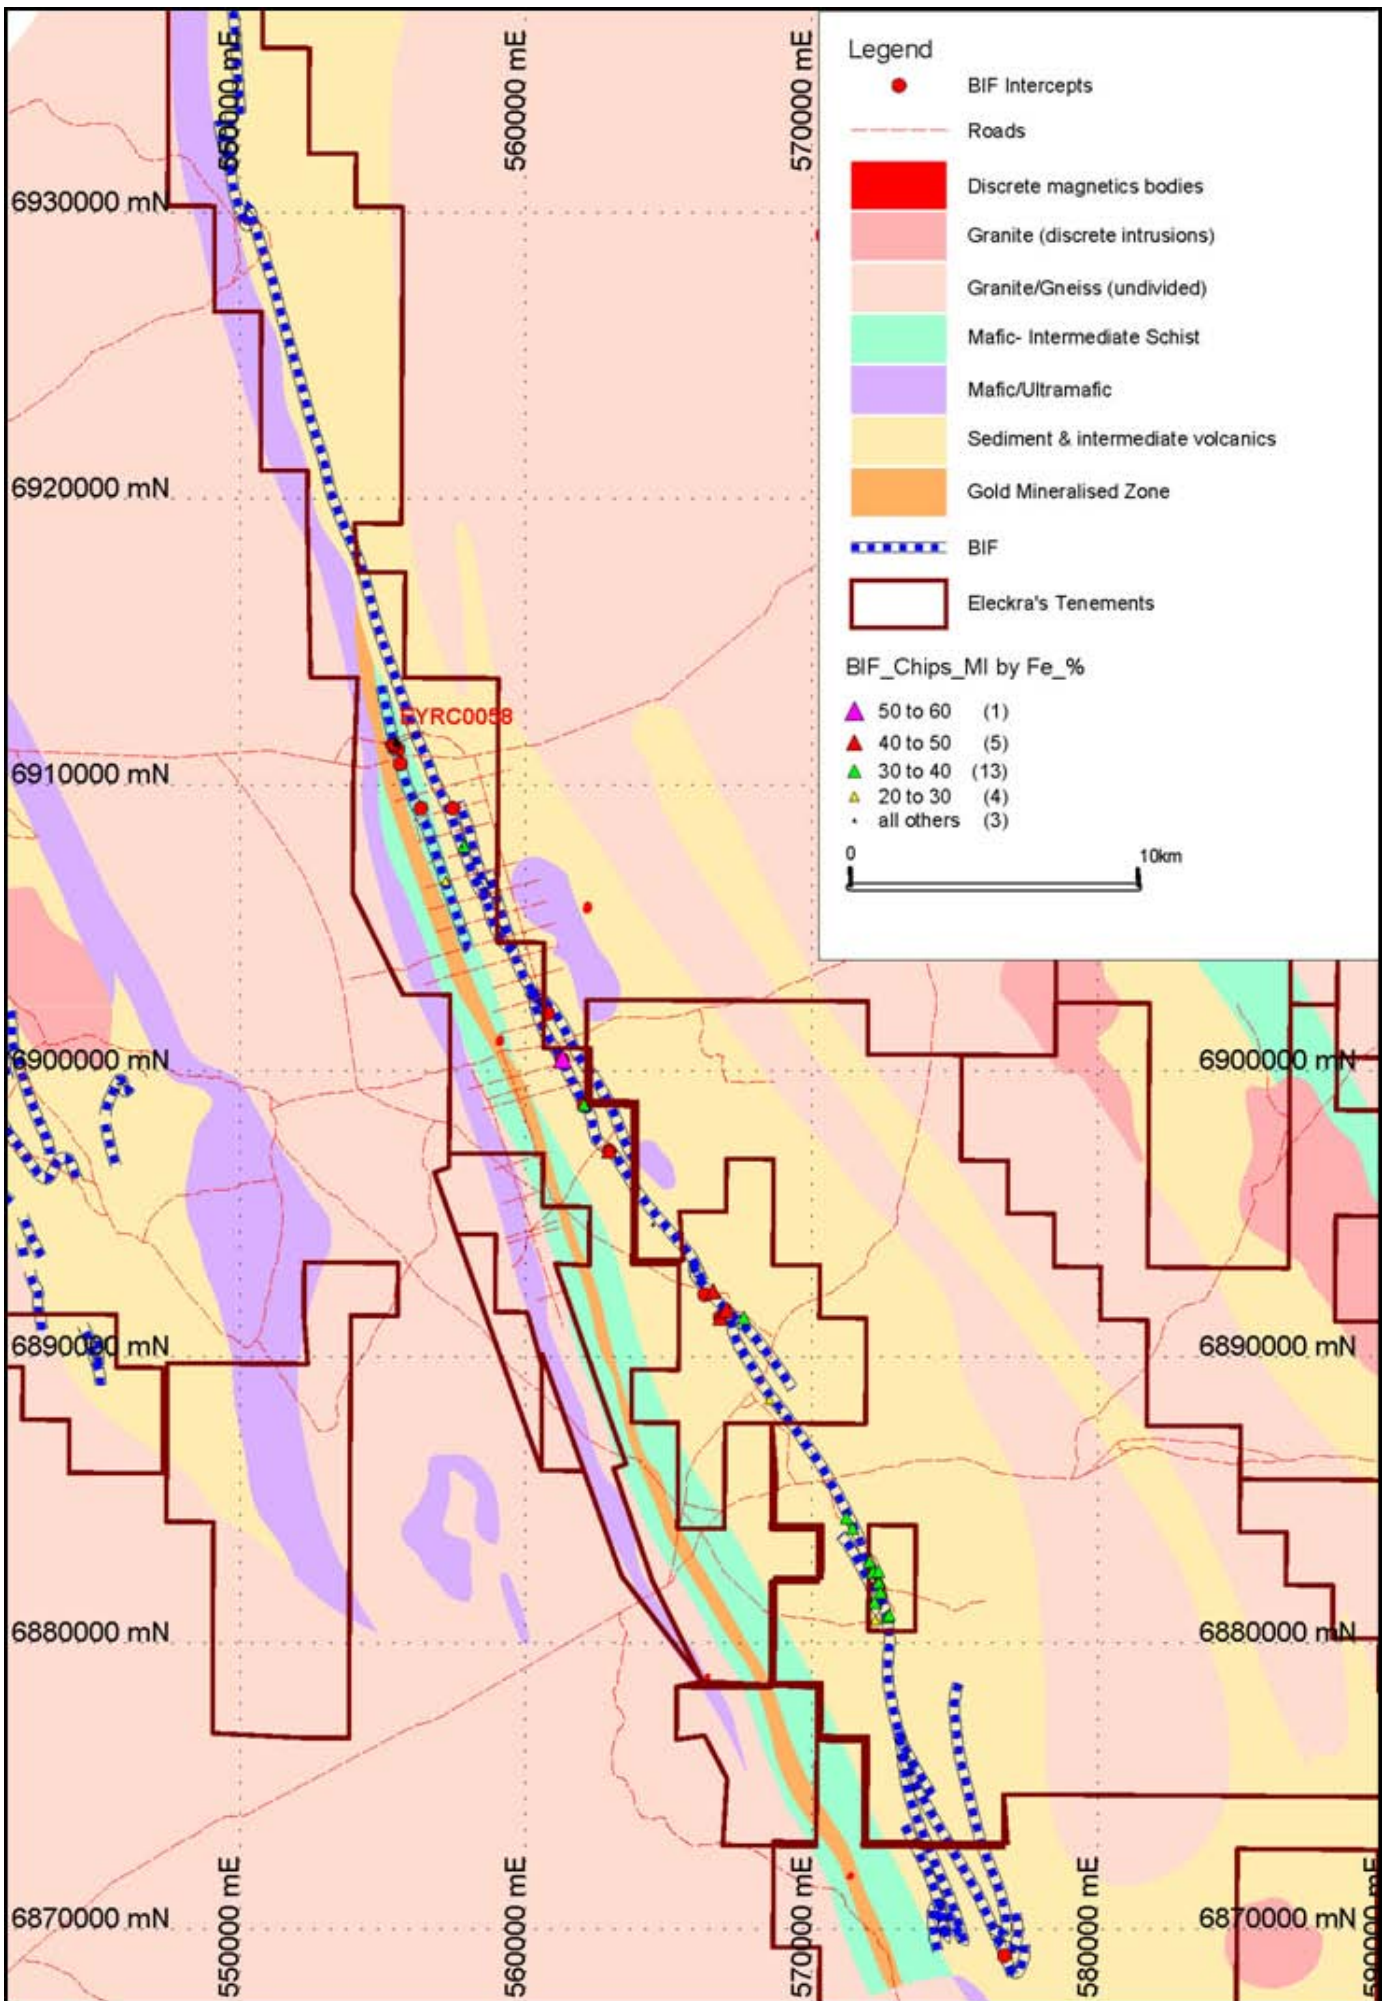 550000 mE
560000 mE
570000 mE
Legend
BIF Intercepts
Roads
Discrete magnetics bodies
Granite (discrete intrusions)
Granite/Gneiss (undivided)
Mafic- Intermediate Schist
Mafic/Ultramafic
Sediment & intermediate volcanics
Gold Mineralised Zone
BIF
Eleckra's Tenements
BIF_Chips_MI by Fe_%
50 to 60 (1)
40 to 50 (5)
30 to 40 (13)
20 to 30 (4)
all others (3)
0 10km
6930000 mN
6920000 mN
EYRC0058
6910000 mN
6900000 mN 6900000 mN
6890000 mN 6890000 mN
6880000 mN 6880000 mN
6870000 mN 6870000 mN
550000 mE
560000 mE
570000 mE
580000 mE
590000 mE